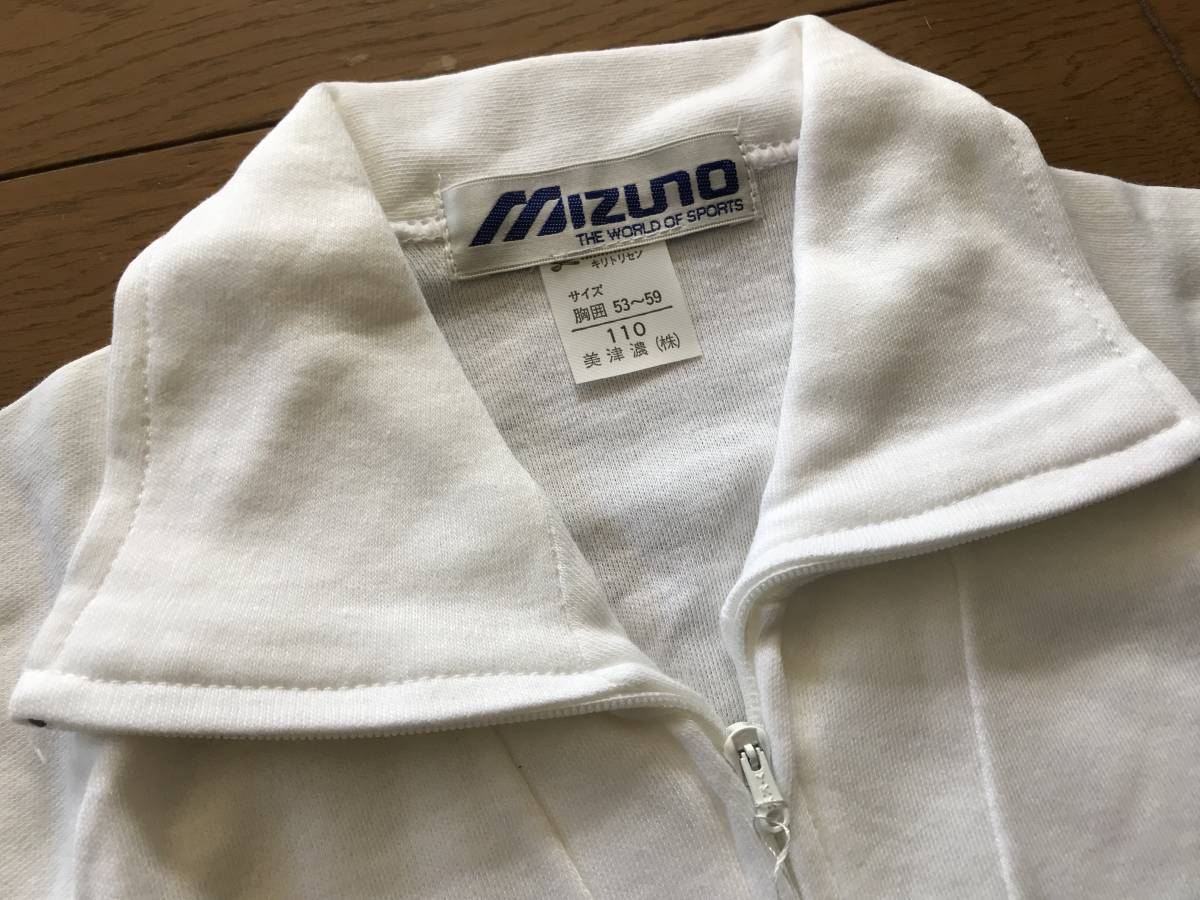 MIZUNO
THE WORLD OF SPORTS
キリトリセン
サイズ
胸囲 53〜59
110
美津濃(株)